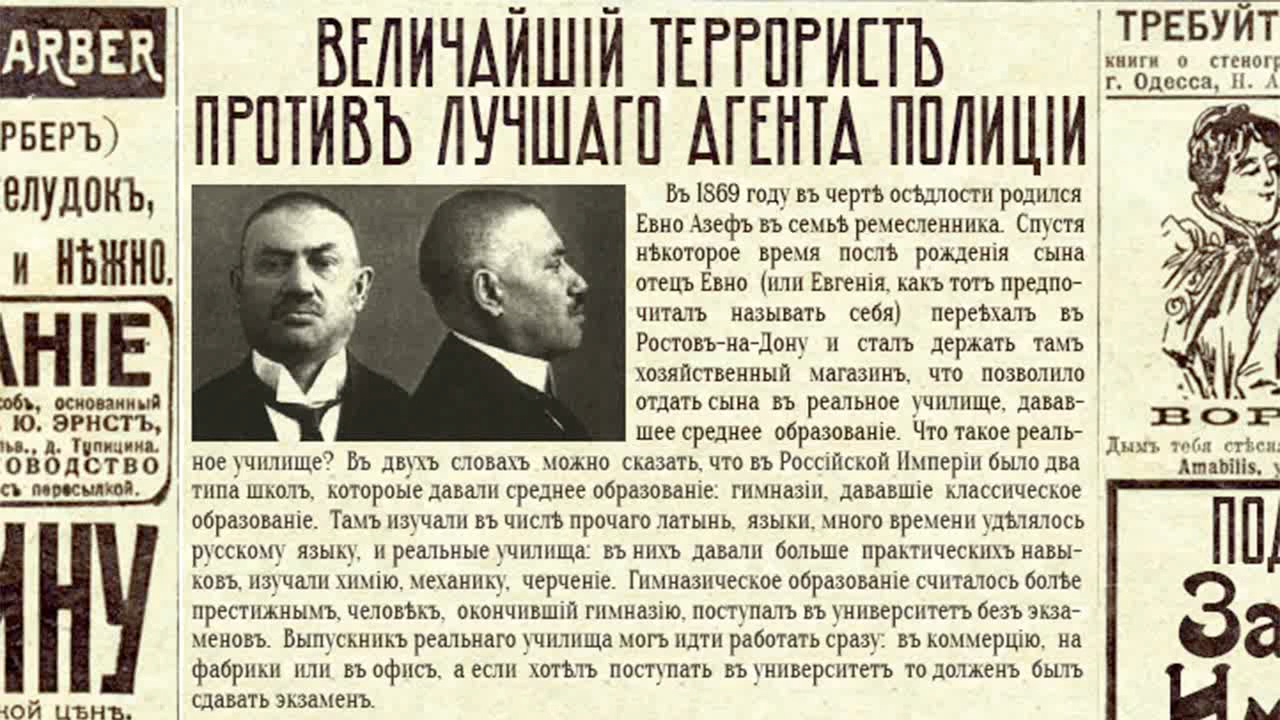 ARBER
РБЕРЪ)
елудокъ,
и НѢЖНО.
АНІЕ
собъ, основанный
Ю. ЭРНСТЪ,
д. Тупицина.
ОВОДСТВО
съ пересылкой.
ИНУ
кой цѣнѣ.
ВЕЛИЧАЙШІЙ ТЕРРОРИСТЪ
ПРОТИВЪ ЛУЧШАГО АГЕНТА ПОЛИЦІИ
Въ 1869 году въ чертѣ осѣдлости родился
Евно Азефъ въ семьѣ ремесленника. Спустя
нѣкоторое время послѣ рожденія сына
отецъ Евно (или Евгенія, какъ тотъ предпо-
читалъ называть себя) переѣхалъ въ
Ростовъ-на-Дону и сталъ держать тамъ
хозяйственный магазинъ, что позволило
отдать сына въ реальное училище, давав-
шее среднее образованіе. Что такое реаль-
ное училище? Въ двухъ словахъ можно сказать, что въ Россійской Имперіи было два
типа школъ, котороые давали среднее образованіе: гимназіи, дававшіе классическое
образованіе. Тамъ изучали въ числѣ прочаго латынь, языки, много времени удѣлялось
русскому языку, и реальные училища: въ нихъ давали больше практическихъ навы-
ковъ, изучали химію, механику, черченіе. Гимназическое образованіе считалось болѣе
престижнымъ, человѣкъ, окончившій гимназію, поступалъ въ университетъ безъ экза-
меновъ. Выпускникъ реальнаго училища могъ идти работать сразу: въ коммерцію, на
фабрики или въ офисъ, а если хотѣлъ поступать въ университетъ то долженъ былъ
сдавать экзаменъ.
ТРЕБУЙТ
книги о стеногр
г. Одесса, Н. А
ВОР
Дымъ тебя стѣсн
Amabilis, у
ПОД
За
Им